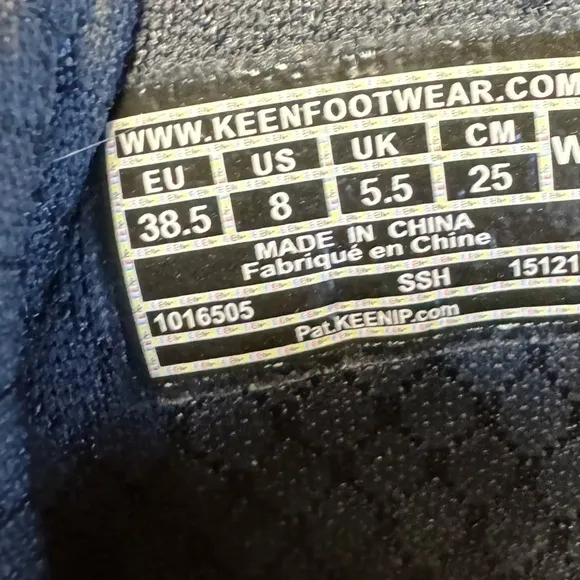 WWW.KEENFOOTWEAR.COM
EU US UK CM W
38.5 8 5.5 25
MADE IN CHINA
Fabriqué en Chine
1016505 SSH 15121
Pat.KEENIP.com